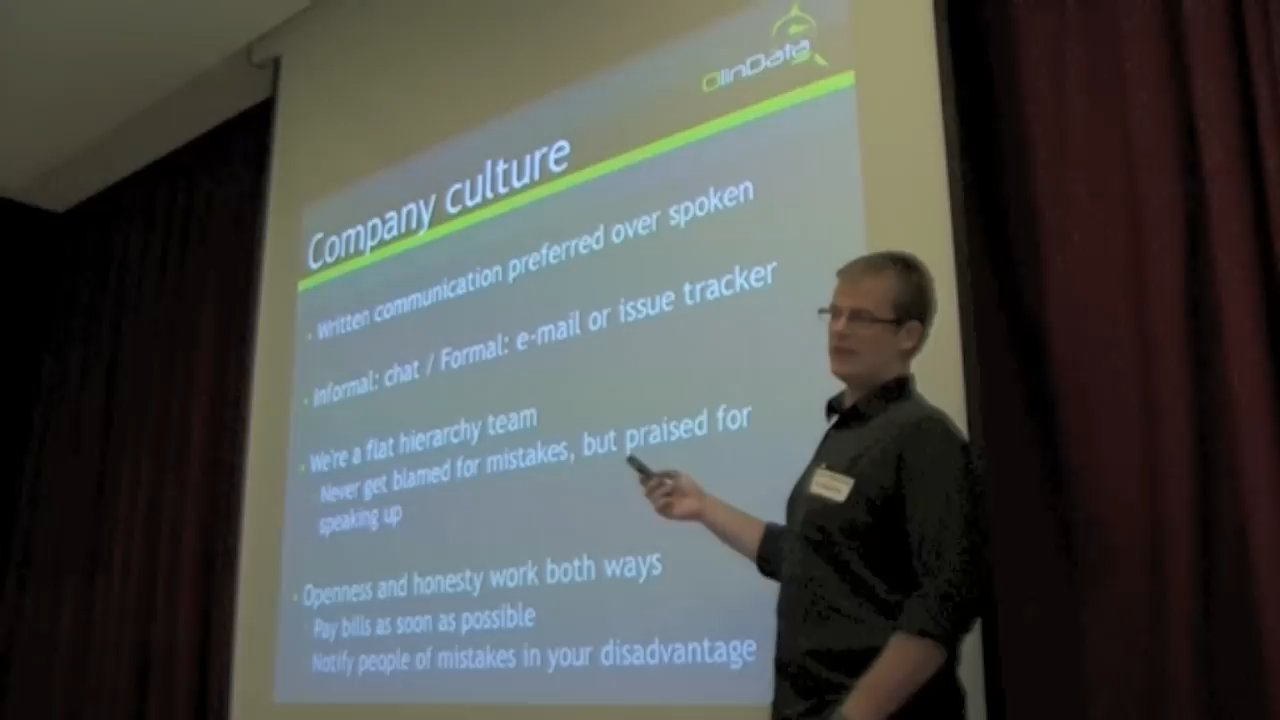 OlinData
Company culture
Written communication preferred over spoken
Informal: chat / Formal: e-mail or issue tracker
We're a flat hierarchy team
Never get blamed for mistakes, but praised for
speaking up
Openness and honesty work both ways
Pay bills as soon as possible
Notify people of mistakes in your disadvantage